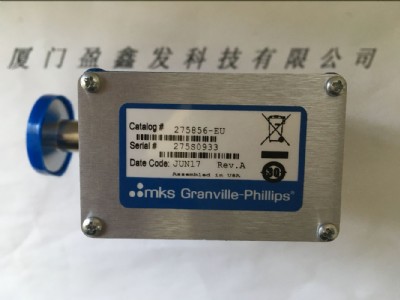 厦门盈鑫发科技有限公司
Catalog # 275856-EU
Serial # 275S0933
Date Code: JUN17 Rev.A
Assembled in USA
mks Granville-Phillips®